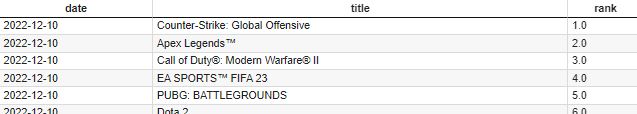 date title rank
2022-12-10 Counter-Strike: Global Offensive 1.0
2022-12-10 Apex Legends™ 2.0
2022-12-10 Call of Duty®: Modern Warfare® II 3.0
2022-12-10 EA SPORTS™ FIFA 23 4.0
2022-12-10 PUBG: BATTLEGROUNDS 5.0
2022-12-10 Dota 2 6.0